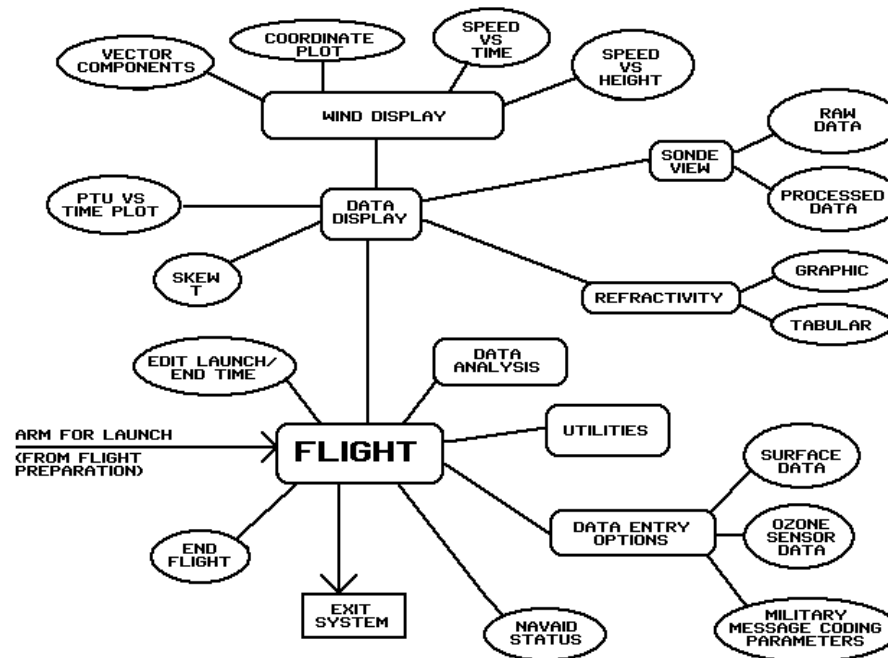 COORDINATE
PLOT
SPEED
VS
TIME
VECTOR
COMPONENTS
SPEED
VS
HEIGHT
WIND DISPLAY
RAW
DATA
SONDE
VIEW
PTU VS
TIME PLOT
DATA
DISPLAY
PROCESSED
DATA
SKEW
T
GRAPHIC
REFRACTIVITY
TABULAR
EDIT LAUNCH/
END TIME
DATA
ANALYSIS
ARM FOR LAUNCH
(FROM FLIGHT
PREPARATION)
FLIGHT
UTILITIES
SURFACE
DATA
DATA ENTRY
OPTIONS
OZONE
SENSOR
DATA
END
FLIGHT
EXIT
SYSTEM
NAVAID
STATUS
MILITARY
MESSAGE CODING
PARAMETERS